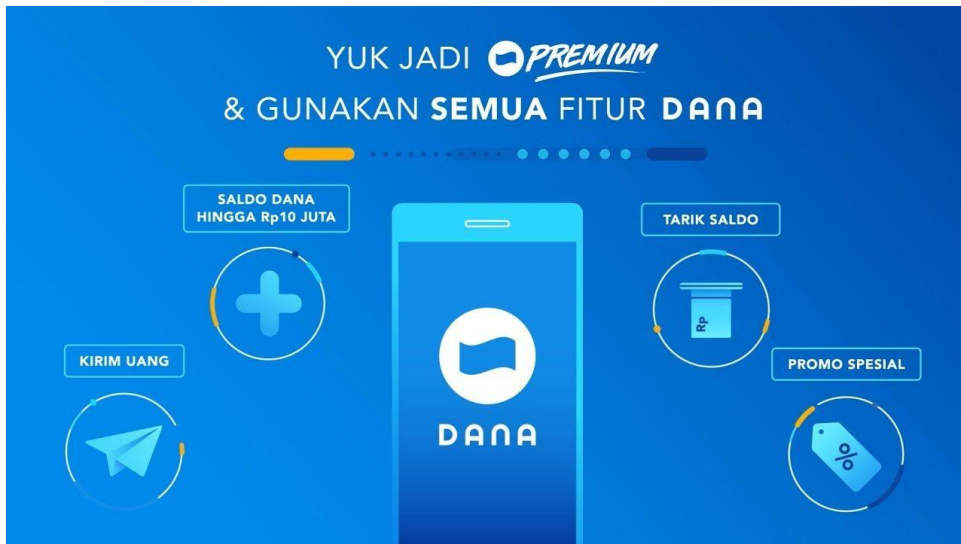 YUK JADI PREMIUM
& GUNAKAN SEMUA FITUR DANA
SALDO DANA
HINGGA Rp10 JUTA
TARIK SALDO
Rp
KIRIM UANG
PROMO SPESIAL
%
DANA